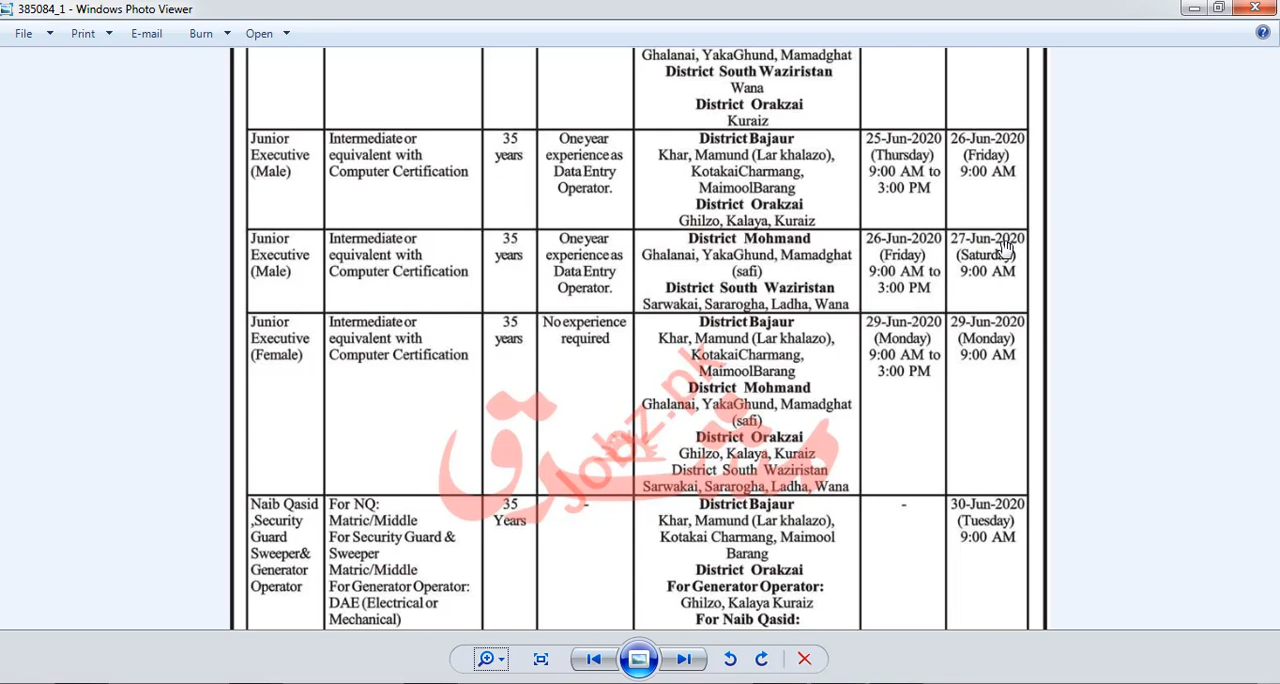 385084_1 - Windows Photo Viewer
File Print E-mail Burn Open
Ghalanai, YakaGhund, Mamadghat
District South Waziristan
Wana
District Orakzai
Kuraiz
Junior
Executive
(Male)
Intermediate or
equivalent with
Computer Certification
35
years
One year
experience as
Data Entry
Operator.
District Bajaur
Khar, Mamund (Lar khalazo),
KotakaiCharmang,
MaimoolBarang
District Orakzai
Ghilzo, Kalaya, Kuraiz
25-Jun-2020
(Thursday)
9:00 AM to
3:00 PM
26-Jun-2020
(Friday)
9:00 AM
Junior
Executive
(Male)
Intermediate or
equivalent with
Computer Certification
35
years
One year
experience as
Data Entry
Operator.
District Mohmand
Ghalanai, YakaGhund, Mamadghat
(safi)
District South Waziristan
Sarwakai, Sararogha, Ladha, Wana
26-Jun-2020
(Friday)
9:00 AM to
3:00 PM
27-Jun-2020
(Saturday)
9:00 AM
Junior
Executive
(Female)
Intermediate or
equivalent with
Computer Certification
35
years
No experience
required
District Bajaur
Khar, Mamund (Lar khalazo),
KotakaiCharmang,
MaimoolBarang
District Mohmand
Ghalanai, YakaGhund, Mamadghat
(safi)
District Orakzai
Ghilzo, Kalaya, Kuraiz
District South Waziristan
Sarwakai, Sararogha, Ladha, Wana
29-Jun-2020
(Monday)
9:00 AM to
3:00 PM
29-Jun-2020
(Monday)
9:00 AM
Naib Qasid
,Security
Guard
Sweeper&
Generator
Operator
For NQ:
Matric/Middle
For Security Guard &
Sweeper
Matric/Middle
For Generator Operator:
DAE (Electrical or
Mechanical)
35
Years
-
District Bajaur
Khar, Mamund (Lar khalazo),
Kotakai Charmang, Maimool
Barang
District Orakzai
For Generator Operator:
Ghilzo, Kalaya Kuraiz
For Naib Qasid:
-
30-Jun-2020
(Tuesday)
9:00 AM
مشرق
Jobz.pk